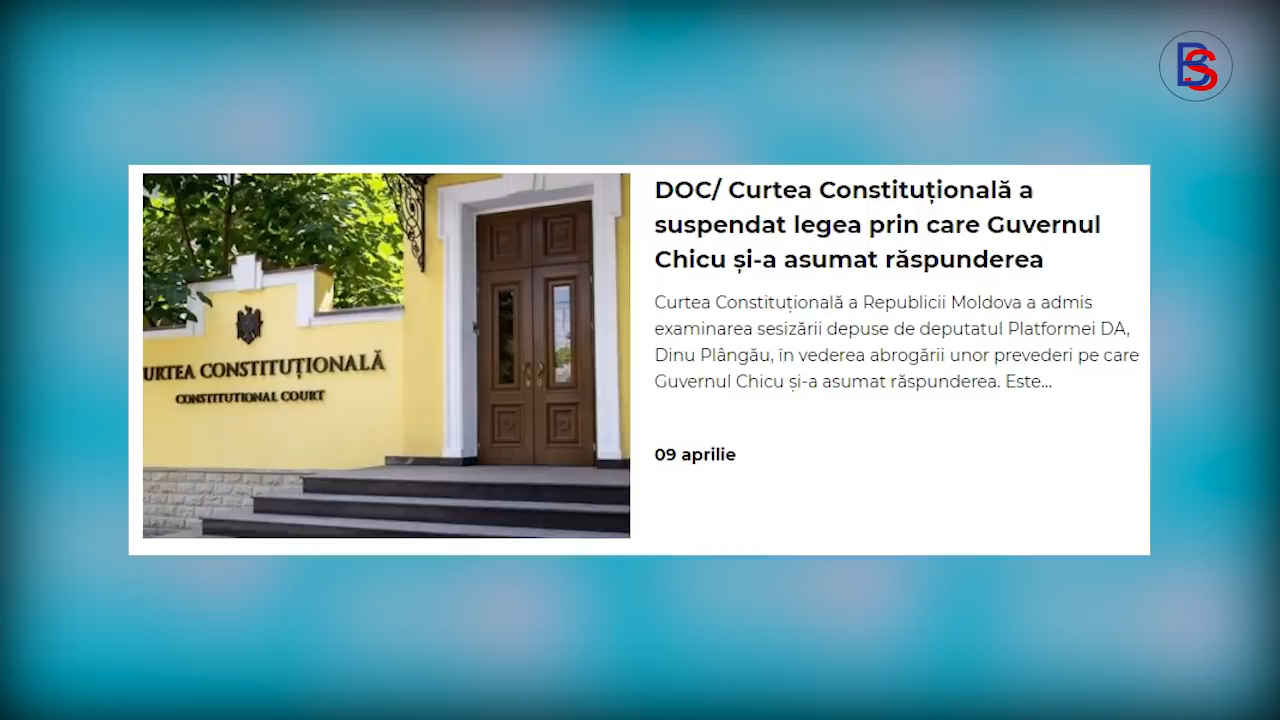 BS
DOC/ Curtea Constituțională a
suspendat legea prin care Guvernul
Chicu și-a asumat răspunderea
Curtea Constituțională a Republicii Moldova a admis
examinarea sesizării depuse de deputatul Platformei DA,
Dinu Plângău, în vederea abrogării unor prevederi pe care
Guvernul Chicu și-a asumat răspunderea. Este...
09 aprilie
URTEA CONSTITUȚIONALĂ
CONSTITUTIONAL COURT